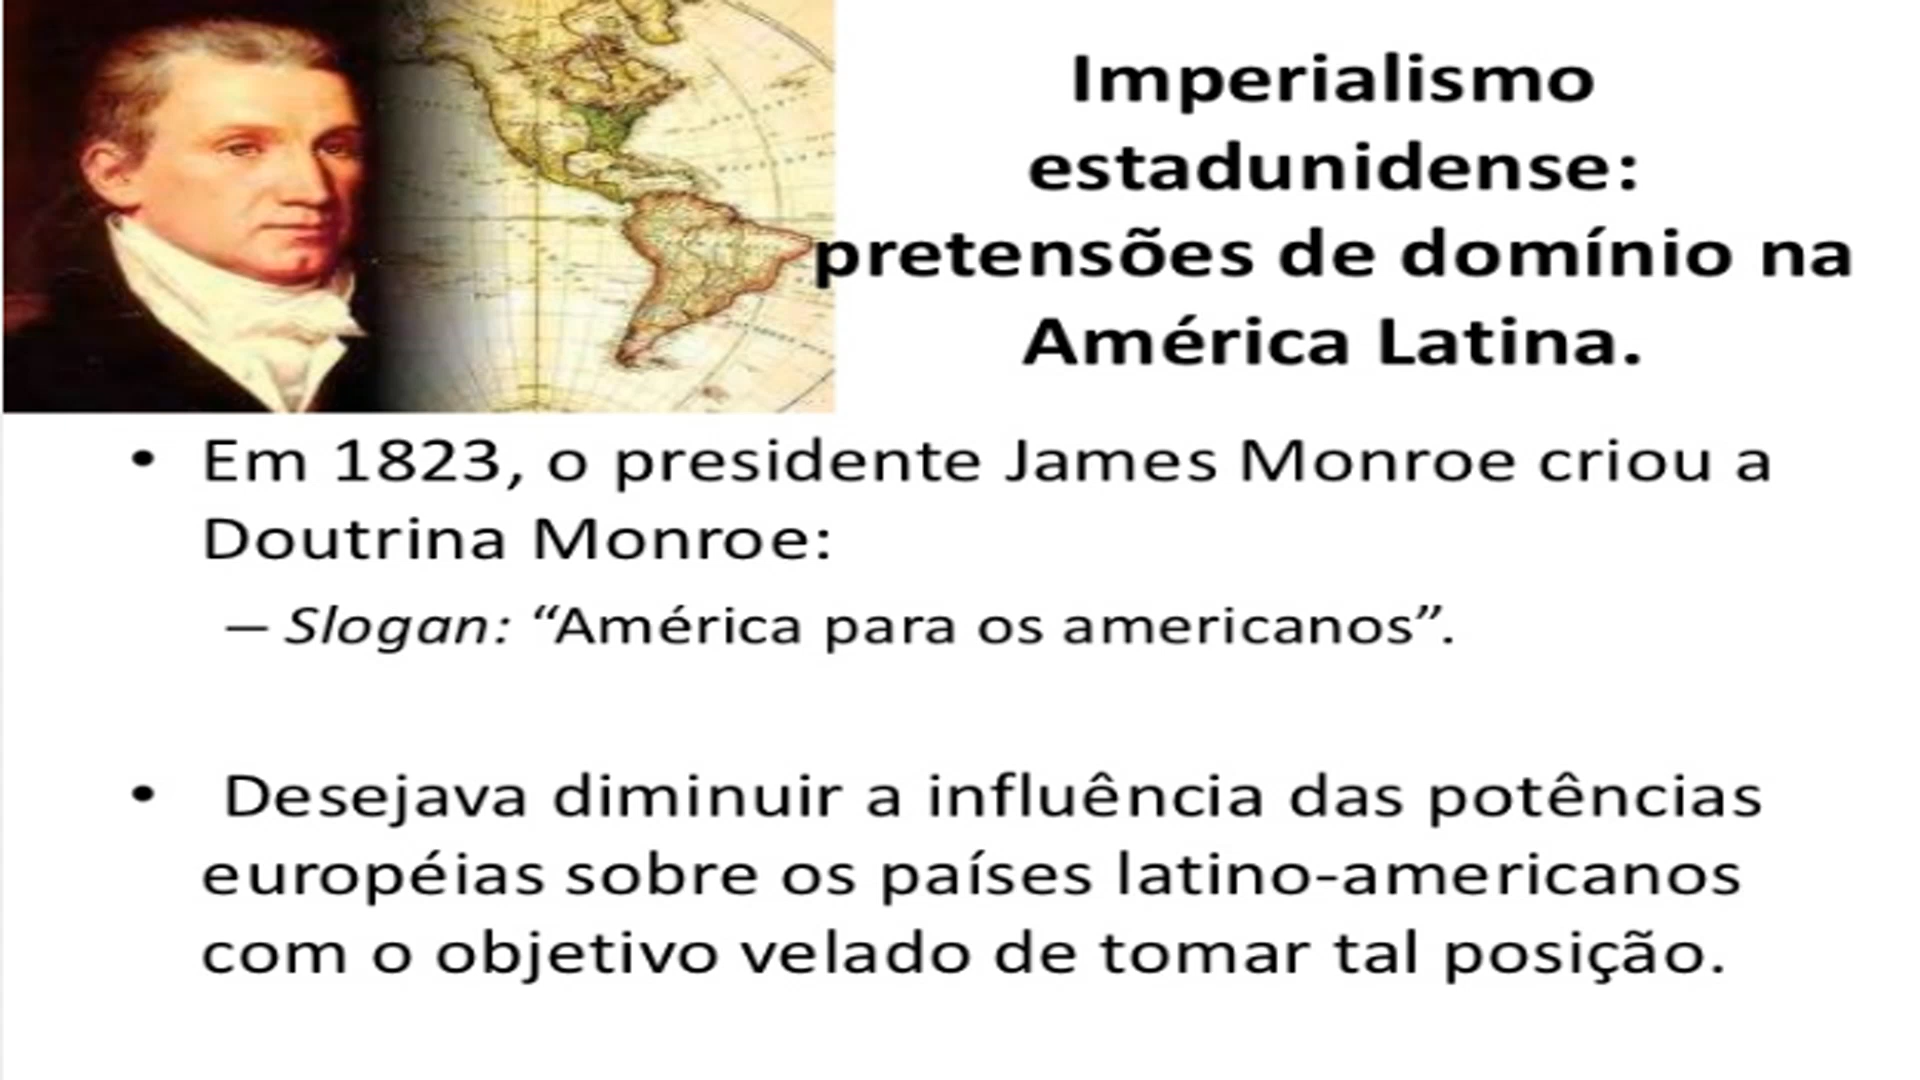 Imperialismo
estadunidense:
pretensões de domínio na
América Latina.
• Em 1823, o presidente James Monroe criou a
Doutrina Monroe:
– Slogan: “América para os americanos”.
• Desejava diminuir a influência das potências
européias sobre os países latino-americanos
com o objetivo velado de tomar tal posição.